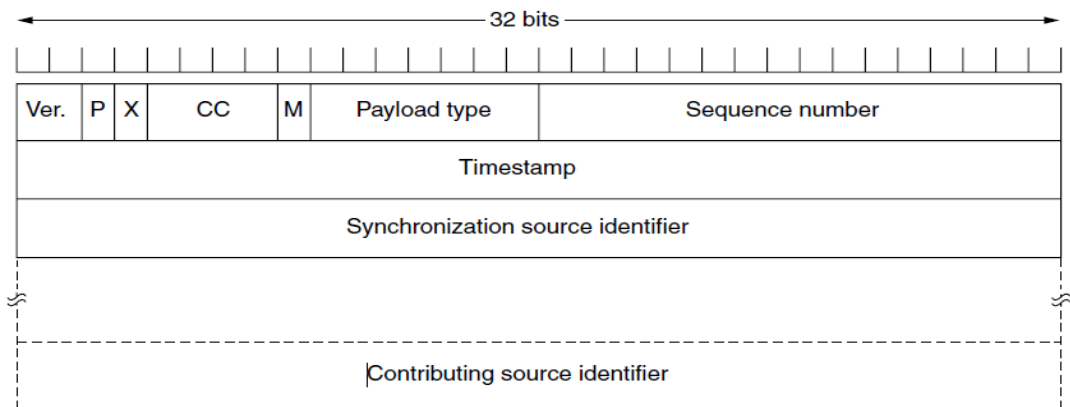 32 bits
Ver. P X CC M Payload type Sequence number
Timestamp
Synchronization source identifier
Contributing source identifier